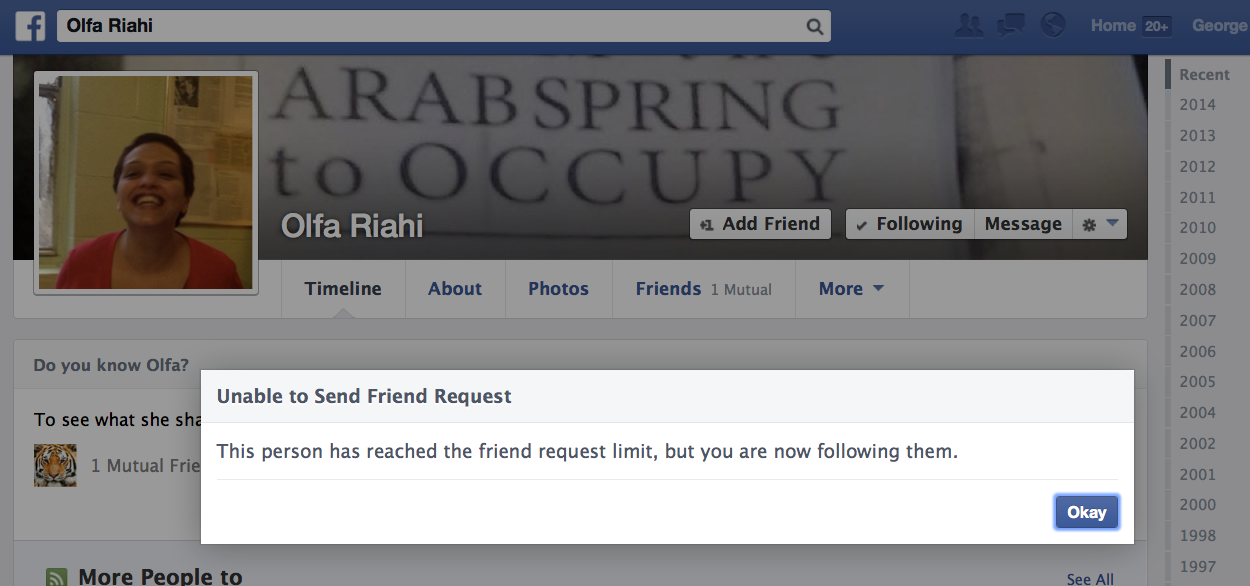 f Olfa Riahi Home 20+ George
ARAB SPRING
to OCCUPY
Olfa Riahi
+1 Add Friend Following Message
Timeline About Photos Friends 1 Mutual More
Recent
2014
2013
2012
2011
2010
2009
2008
2007
2006
2005
2004
2002
2001
2000
1998
1997
Do you know Olfa?
To see what she sha
1 Mutual Frie
Unable to Send Friend Request
This person has reached the friend request limit, but you are now following them.
Okay
More People to
See All